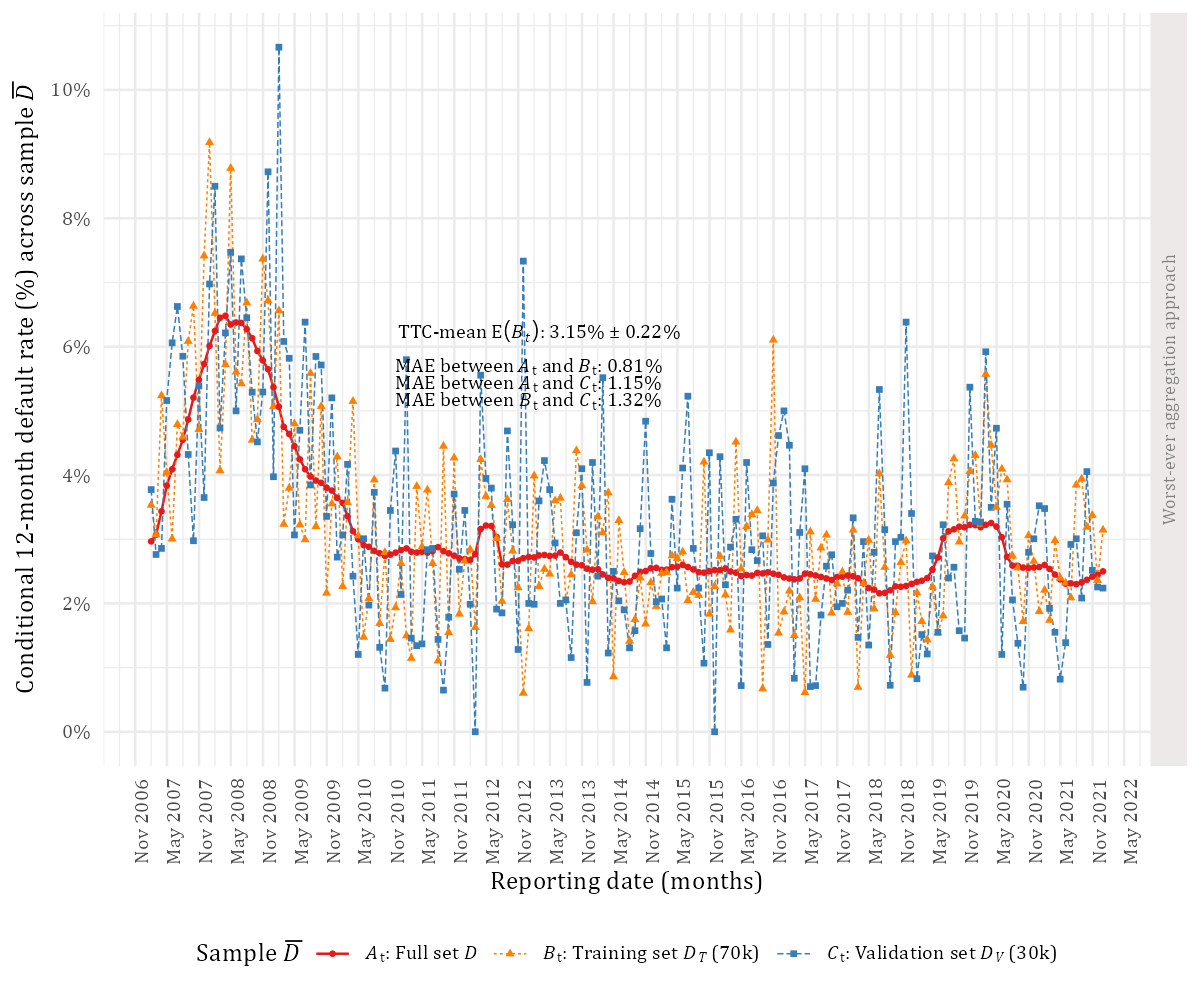 Conditional 12-month default rate (%) across sample D̅
10%
8%
6%
4%
2%
0%
TTC-mean E(Bₜ): 3.15% ± 0.22%
MAE between Aₜ and Bₜ: 0.81%
MAE between Aₜ and Cₜ: 1.15%
MAE between Bₜ and Cₜ: 1.32%
Worst-ever aggregation approach
Nov 2006
May 2007
Nov 2007
May 2008
Nov 2008
May 2009
Nov 2009
May 2010
Nov 2010
May 2011
Nov 2011
May 2012
Nov 2012
May 2013
Nov 2013
May 2014
Nov 2014
May 2015
Nov 2015
May 2016
Nov 2016
May 2017
Nov 2017
May 2018
Nov 2018
May 2019
Nov 2019
May 2020
Nov 2020
May 2021
Nov 2021
May 2022
Reporting date (months)
Sample D̅ Aₜ: Full set D Bₜ: Training set D_T (70k) Cₜ: Validation set D_V (30k)